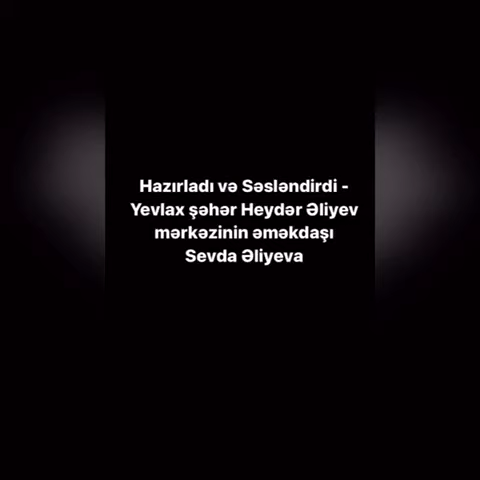 Hazırladı və Səsləndirdi -
Yevlax şəhər Heydər Əliyev
mərkəzinin əməkdaşı
Sevda Əliyeva